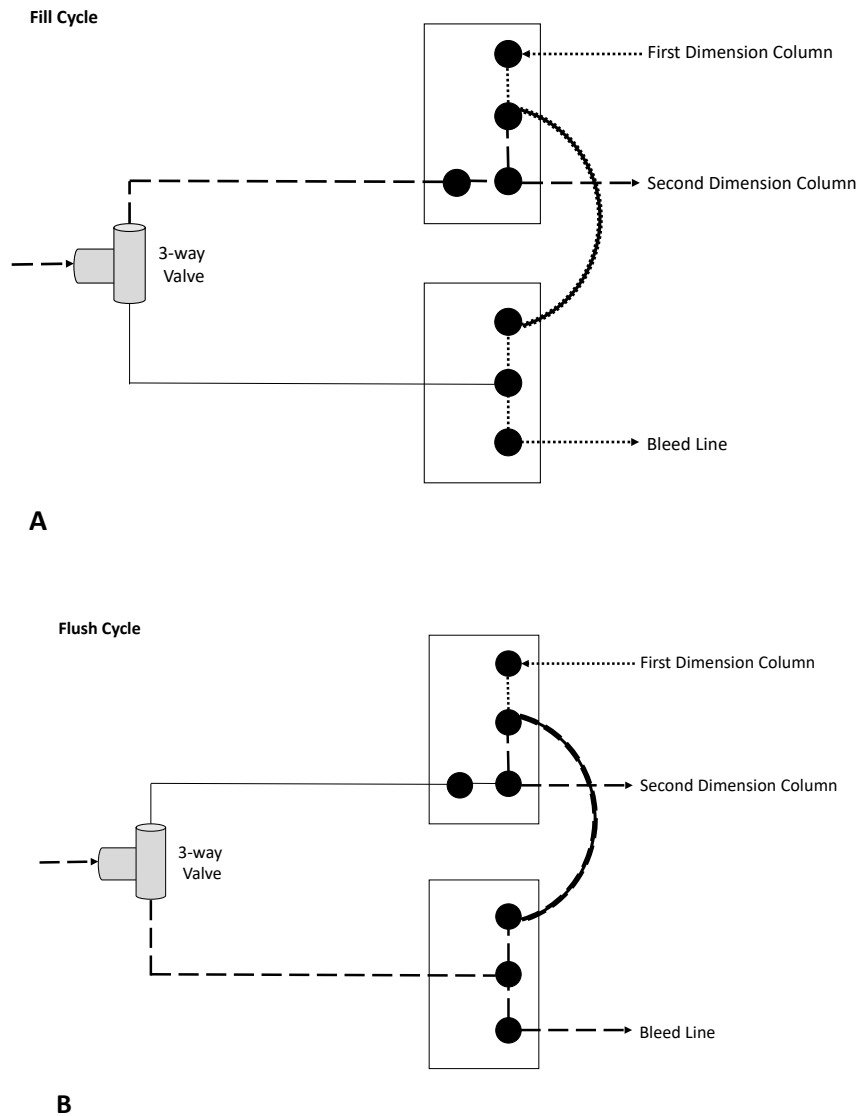 Fill Cycle
First Dimension Column
Second Dimension Column
3-way
Valve
Bleed Line
A
Flush Cycle
First Dimension Column
Second Dimension Column
3-way
Valve
Bleed Line
B